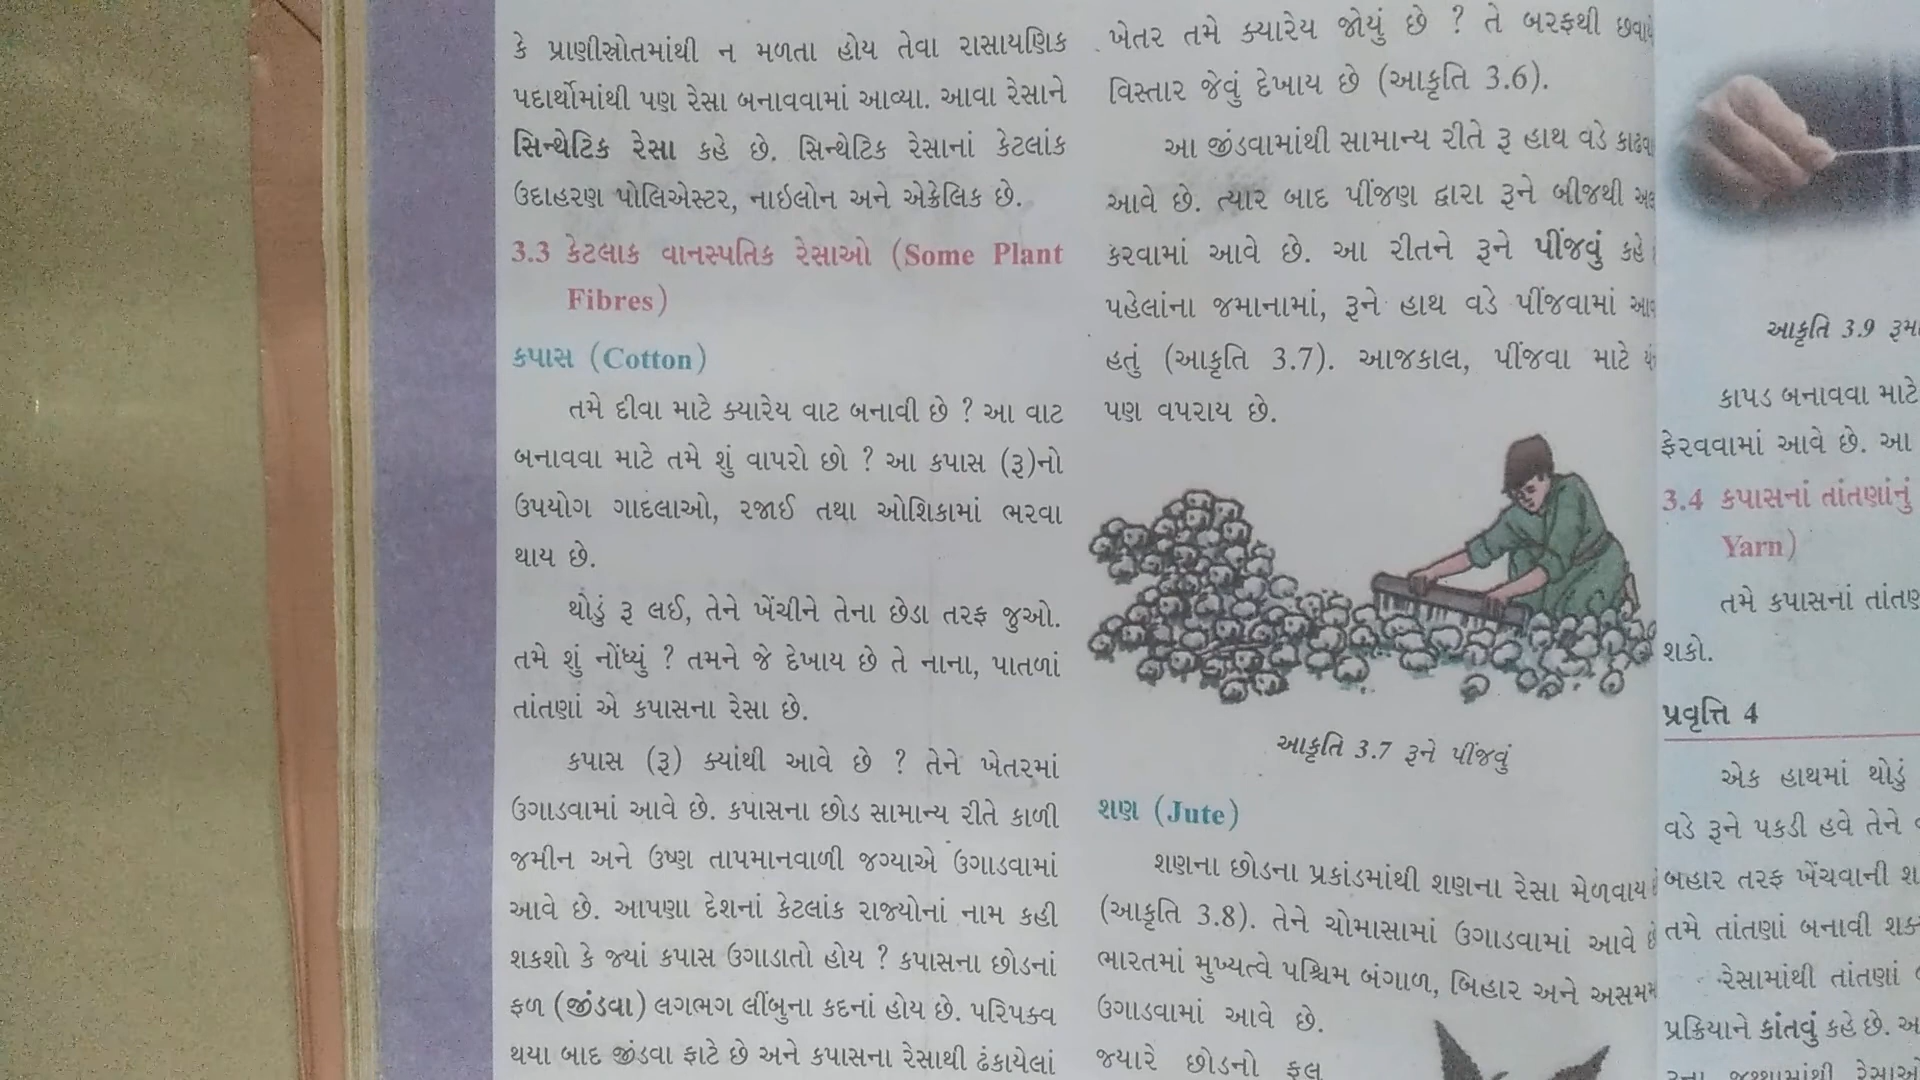 કે પ્રાણીસ્રોતમાંથી ન મળતા હોય તેવા રાસાયણિક
પદાર્થોમાંથી પણ રેસા બનાવવામાં આવ્યા. આવા રેસાને
સિન્થેટિક રેસા કહે છે. સિન્થેટિક રેસાનાં કેટલાંક
ઉદાહરણ પોલિએસ્ટર, નાઇલોન અને એક્રેલિક છે.
3.3 કેટલાક વાનસ્પતિક રેસાઓ (Some Plant
Fibres)
કપાસ (Cotton)
તમે દીવા માટે ક્યારેય વાટ બનાવી છે ? આ વાટ
બનાવવા માટે તમે શું વાપરો છો ? આ કપાસ (રૂ)નો
ઉપયોગ ગાદલાઓ, રજાઈ તથા ઓશિકામાં ભરવા
થાય છે.
થોડું રૂ લઈ, તેને ખેંચીને તેના છેડા તરફ જુઓ.
તમે શું નોંધ્યું ? તમને જે દેખાય છે તે નાના, પાતળાં
તાંતણાં એ કપાસના રેસા છે.
કપાસ (રૂ) ક્યાંથી આવે છે ? તેને ખેતરમાં
ઉગાડવામાં આવે છે. કપાસના છોડ સામાન્ય રીતે કાળી
જમીન અને ઉષ્ણ તાપમાનવાળી જગ્યાએ ઉગાડવામાં
આવે છે. આપણા દેશનાં કેટલાંક રાજ્યોનાં નામ કહી
શકશો કે જ્યાં કપાસ ઉગાડાતો હોય ? કપાસના છોડનાં
ફળ (જીંડવા) લગભગ લીંબુના કદનાં હોય છે. પરિપક્વ
થયા બાદ જીંડવા ફાટે છે અને કપાસના રેસાથી ઢંકાયેલાં
ખેતર તમે ક્યારેય જોયું છે ? તે બરફથી
વિસ્તાર જેવું દેખાય છે (આકૃતિ 3.6).
આ જીંડવામાંથી સામાન્ય રીતે રૂ હાથ વડે
આવે છે. ત્યાર બાદ પીંજણ દ્વારા રૂને બીજથી
કરવામાં આવે છે. આ રીતને રૂને પીંજવું કહે
પહેલાંના જમાનામાં, રૂને હાથ વડે પીંજવામાં
હતું (આકૃતિ 3.7). આજકાલ, પીંજવા માટે
પણ વપરાય છે.
આકૃતિ 3.7 રૂને પીંજવું
શણ (Jute)
શણના છોડના પ્રકાંડમાંથી શણના રેસા મેળવાય
(આકૃતિ 3.8). તેને ચોમાસામાં ઉગાડવામાં આવે છે
ભારતમાં મુખ્યત્વે પશ્ચિમ બંગાળ, બિહાર અને
ઉગાડવામાં આવે છે.
જ્યારે છોડનો ફૂલ
આકૃતિ 3.9
કાપડ બનાવવા માટે
ફેરવવામાં આવે છે. આ
3.4 કપાસનાં તાંતણાંનું
Yarn)
તમે કપાસનાં
શકો.
પ્રવૃત્તિ 4
એક હાથમાં થોડું
વડે રૂને પકડી હવે તેને
બહાર તરફ ખેંચવાની
તમે તાંતણાં બનાવી
રેસામાંથી તાંતણાં
પ્રક્રિયાને કાંતવું કહે છે.